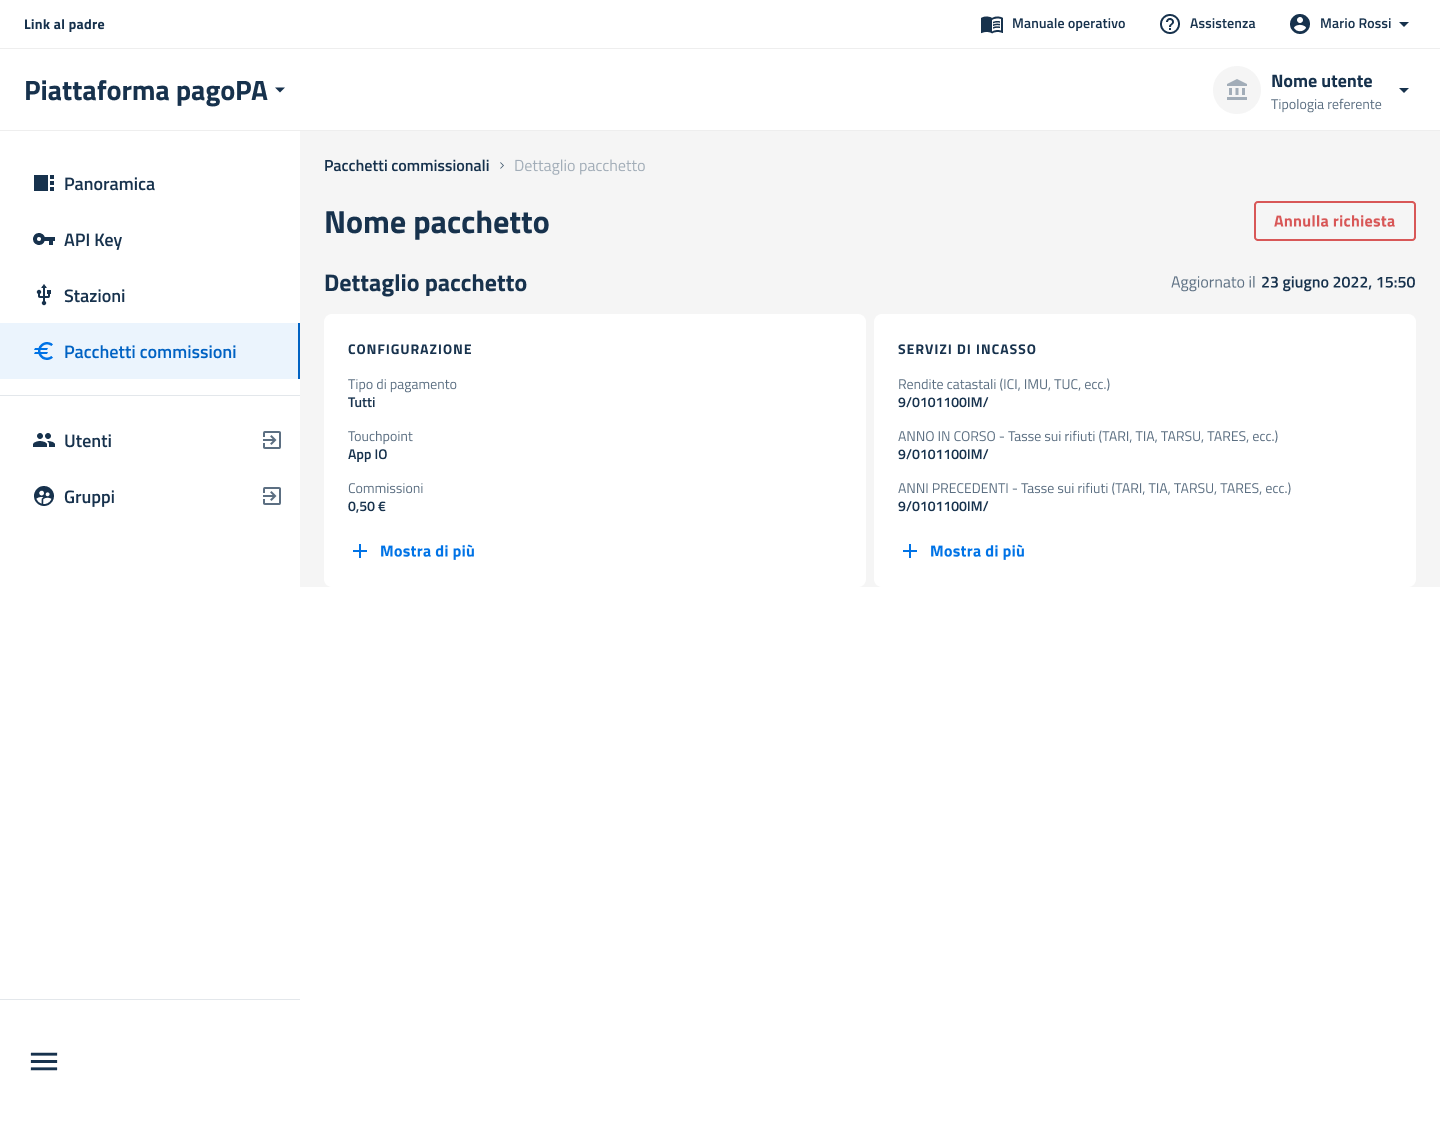 Link al padre
Manuale operativo
Assistenza
Mario Rossi
Piattaforma pagoPA
Nome utente
Tipologia referente
Panoramica
API Key
Stazioni
Pacchetti commissioni
Utenti
Gruppi
Pacchetti commissionali
Dettaglio pacchetto
Nome pacchetto
Annulla richiesta
Dettaglio pacchetto
Aggiornato il 23 giugno 2022, 15:50
CONFIGURAZIONE
Tipo di pagamento
Tutti
Touchpoint
App IO
Commissioni
0,50 €
Mostra di più
SERVIZI DI INCASSO
Rendite catastali (ICI, IMU, TUC, ecc.)
9/0101100IM/
ANNO IN CORSO - Tasse sui rifiuti (TARI, TIA, TARSU, TARES, ecc.)
9/0101100IM/
ANNI PRECEDENTI - Tasse sui rifiuti (TARI, TIA, TARSU, TARES, ecc.)
9/0101100IM/
Mostra di più